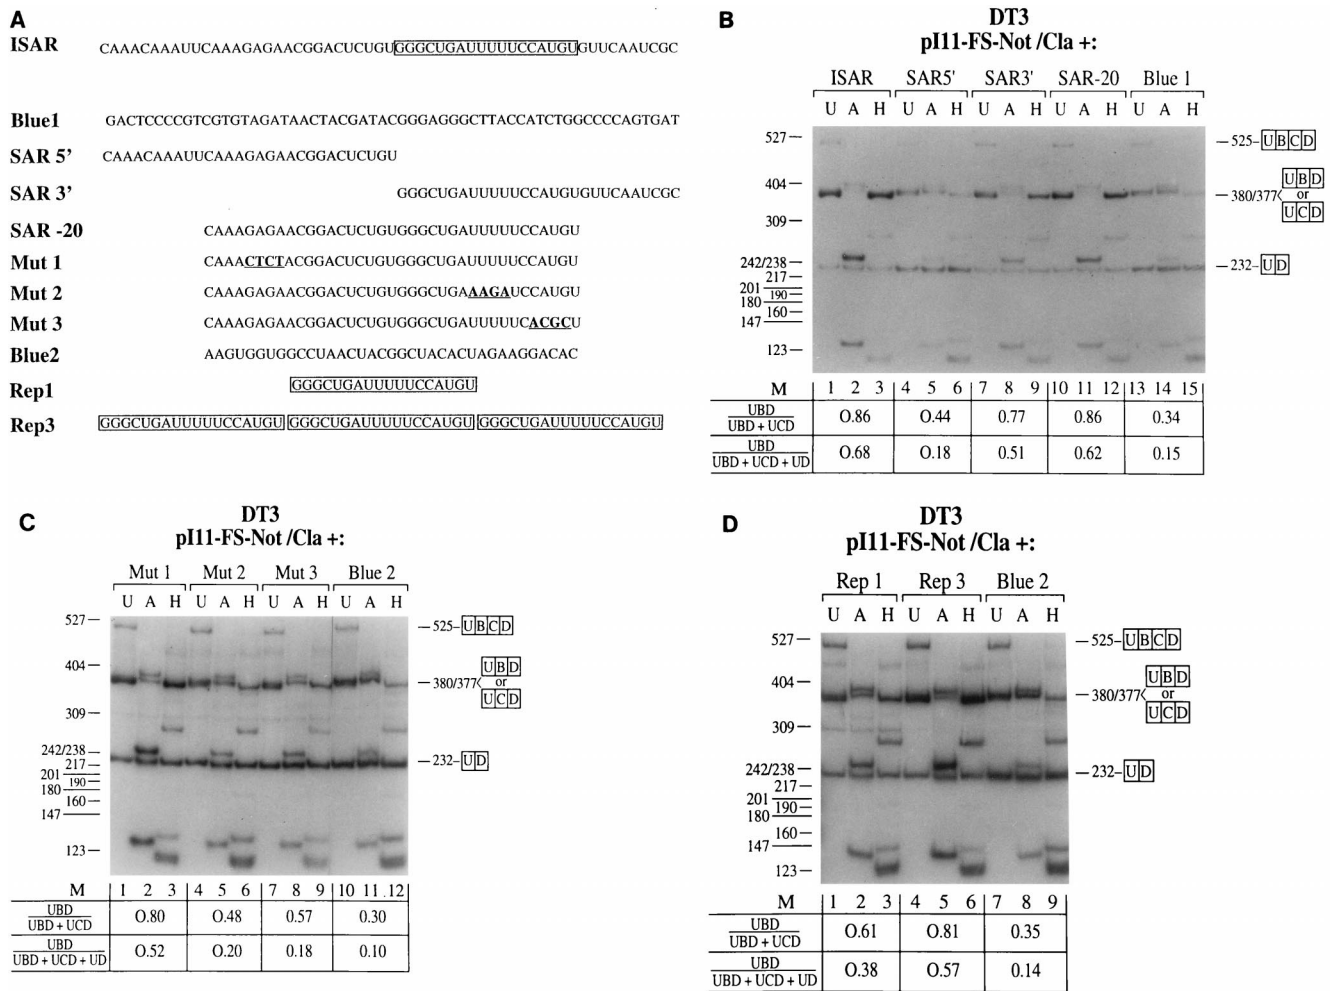 A
ISAR CAAACAAAUUCAAAGAGAACGGACUCUGUGGGCUGAUUUUUCCAUGUGUUCAAUCGC
Blue1 GACTCCCCGTCGTGTAGATAACTACGATACGGGAGGGCTTACCATCTGGCCCCAGTGAT
SAR 5' CAAACAAAUUCAAAGAGAACGGACUCUGU
SAR 3' GGGCUGAUUUUUCCAUGUGUUCAAUCGC
SAR -20 CAAAGAGAACGGACUCUGUGGGCUGAUUUUUCCAUGU
Mut 1 CAAACTCTACGGACUCUGUGGGCUGAUUUUUCCAUGU
Mut 2 CAAAGAGAACGGACUCUGUGGGCUGAAAGAUCCAUGU
Mut 3 CAAAGAGAACGGACUCUGUGGGCUGAUUUUUCACGCU
Blue2 AAGUGGUGGCCUAACUACGGCUACACUAGAAGGACAC
Rep1 GGGCUGAUUUUUCCAUGU
Rep3 GGGCUGAUUUUUCCAUGU GGGCUGAUUUUUCCAUGU GGGCUGAUUUUUCCAUGU
B
DT3
pI11-FS-Not /Cla +:
ISAR SAR5' SAR3' SAR-20 Blue 1
U A H U A H U A H U A H U A H
527
404
309
242/238
217
201
190
180
160
147
123
525 UBCD
380/377 UBD or UCD
232 UD
M 1 2 3 4 5 6 7 8 9 10 11 12 13 14 15
UBD / UBD + UCD 0.86 0.44 0.77 0.86 0.34
UBD / UBD + UCD + UD 0.68 0.18 0.51 0.62 0.15
C
DT3
pI11-FS-Not /Cla +:
Mut 1 Mut 2 Mut 3 Blue 2
U A H U A H U A H U A H
527
404
309
242/238
217
201
190
180
160
147
123
525 UBCD
380/377 UBD or UCD
232 UD
M 1 2 3 4 5 6 7 8 9 10 11 12
UBD / UBD + UCD 0.80 0.48 0.57 0.30
UBD / UBD + UCD + UD 0.52 0.20 0.18 0.10
D
DT3
pI11-FS-Not /Cla +:
Rep 1 Rep 3 Blue 2
U A H U A H U A H
527
404
309
242/238
217
201
190
180
160
147
123
525 UBCD
380/377 UBD or UCD
232 UD
M 1 2 3 4 5 6 7 8 9
UBD / UBD + UCD 0.61 0.81 0.35
UBD / UBD + UCD + UD 0.38 0.57 0.14